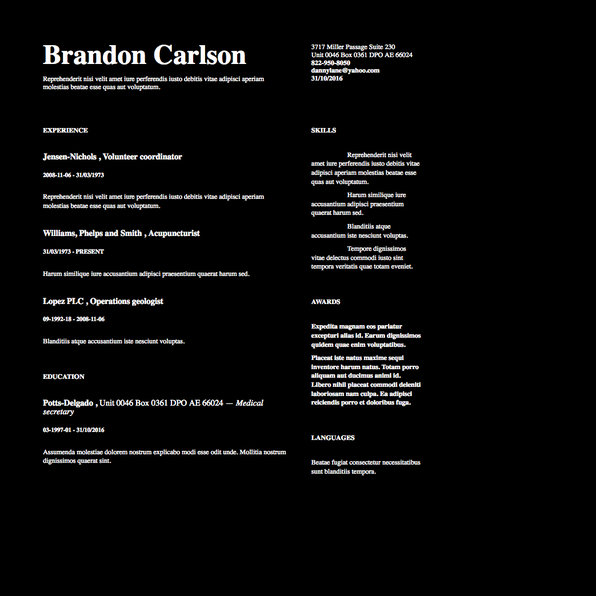 Brandon Carlson
Reprehenderit nisi velit amet iure perferendis iusto debitis vitae adipisci aperiam
molestias beatae esse quas aut voluptatum.
3717 Miller Passage Suite 230
Unit 0046 Box 0361 DPO AE 66024
822-950-8050
dannylane@yahoo.com
31/10/2016
EXPERIENCE
Jensen-Nichols , Volunteer coordinator
2008-11-06 - 31/03/1973
Reprehenderit nisi velit amet iure perferendis iusto debitis vitae adipisci aperiam
molestias beatae esse quas aut voluptatum.
Williams, Phelps and Smith , Acupuncturist
31/03/1973 - PRESENT
Harum similique iure accusantium adipisci praesentium quaerat harum sed.
Lopez PLC , Operations geologist
09-1992-18 - 2008-11-06
Blanditiis atque accusantium iste nesciunt voluptas.
EDUCATION
Potts-Delgado , Unit 0046 Box 0361 DPO AE 66024 — Medical
secretary
03-1997-01 - 31/10/2016
Assumenda molestiae dolorem nostrum explicabo modi esse odit unde. Mollitia nostrum
dignissimos quaerat sint.
SKILLS
Reprehenderit nisi velit
amet iure perferendis iusto debitis vitae
adipisci aperiam molestias beatae esse
quas aut voluptatum.
Harum similique iure
accusantium adipisci praesentium
quaerat harum sed.
Blanditiis atque
accusantium iste nesciunt voluptas.
Tempore dignissimos
vitae delectus commodi iusto sint
tempora veritatis quae totam eveniet.
AWARDS
Expedita magnam eos pariatur
excepturi alias id. Earum dignissimos
quidem quae enim voluptatibus.
Placeat iste natus maxime sequi
inventore harum natus. Totam porro
aliquam aut ducimus animi id.
Libero nihil placeat commodi deleniti
laboriosam nam culpa. Ea adipisci
reiciendis porro et doloribus fuga.
LANGUAGES
Beatae fugiat consectetur necessitatibus
sunt blanditiis tempora.